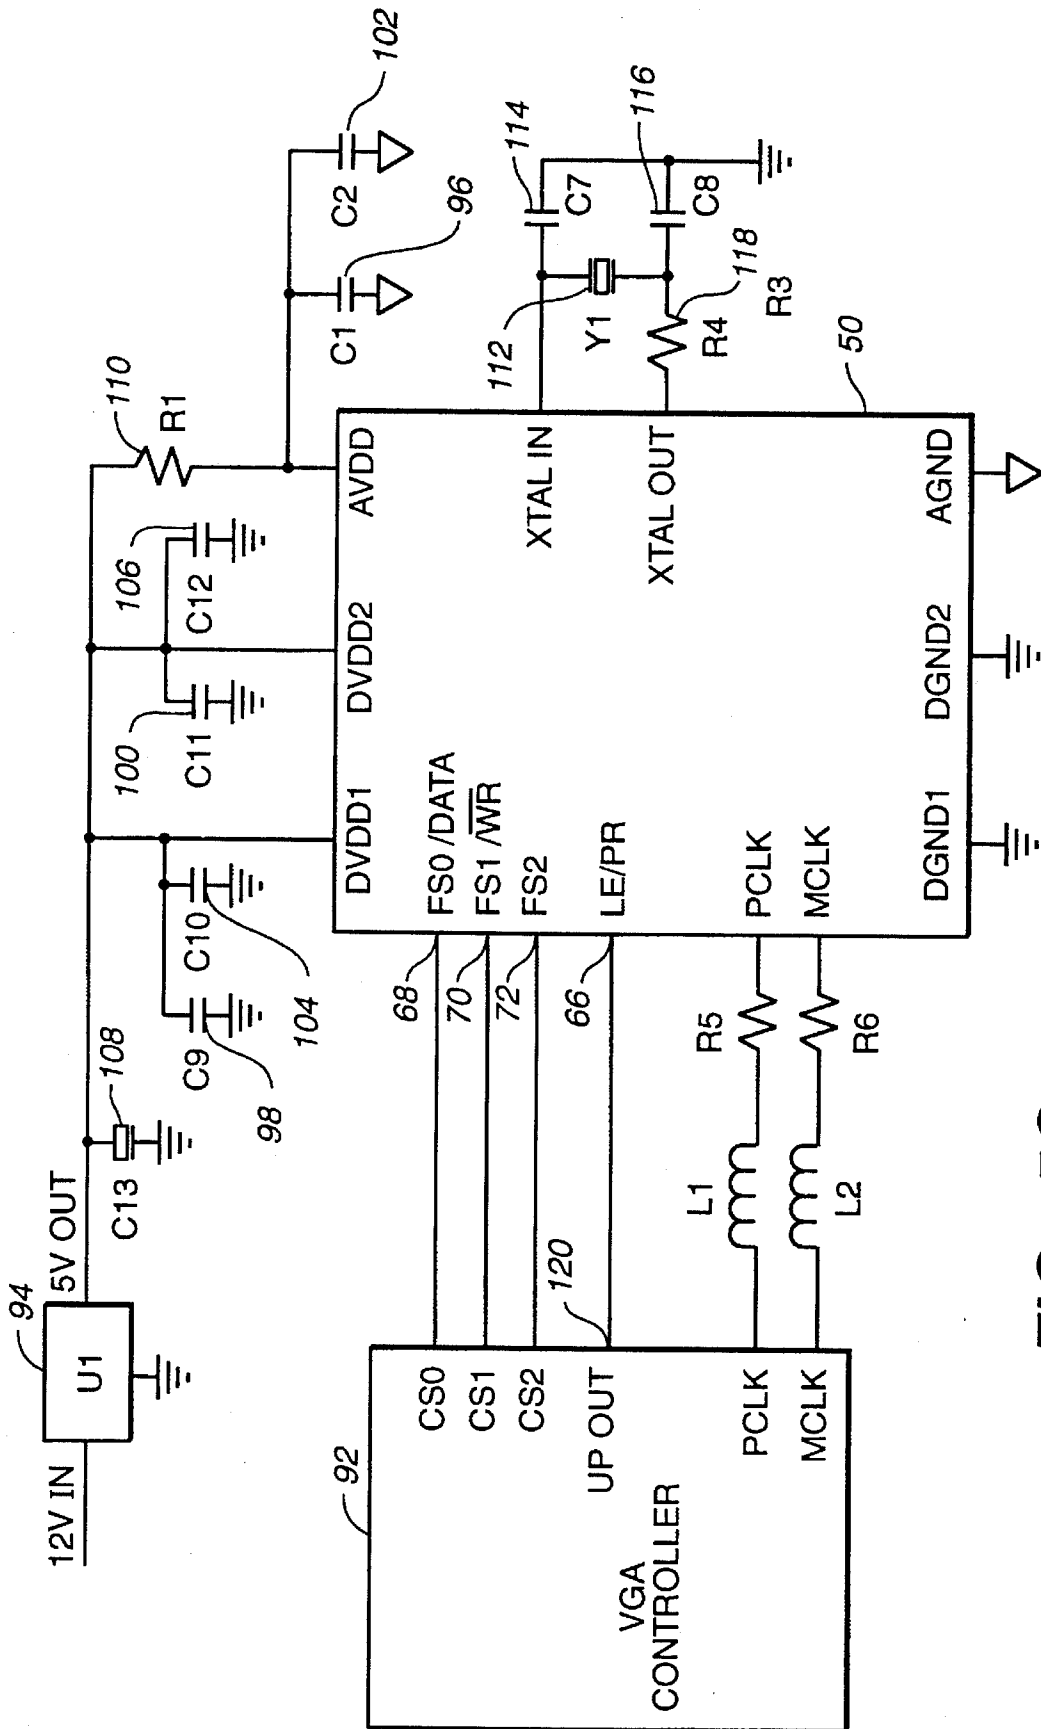 12V IN
U1
94
5V OUT
C13
108
C9
98
C10
104
100
C11
106
C12
110
R1
C1
96
C2
102
92
CS0
CS1
CS2
UP OUT
120
PCLK
MCLK
VGA
CONTROLLER
L1
L2
R5
R6
68
70
72
66
DVDD1
DVDD2
AVDD
FS0/DATA
FS1/WR
FS2
LE/PR
PCLK
MCLK
XTAL IN
XTAL OUT
DGND1
DGND2
AGND
50
112
Y1
114
C7
116
C8
118
R4
R3